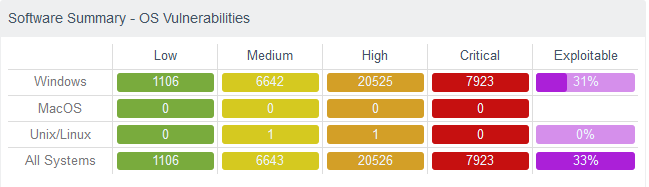 Software Summary - OS Vulnerabilities
Low Medium High Critical Exploitable
Windows 1106 6642 20525 7923 31%
MacOS 0 0 0 0
Unix/Linux 0 1 1 0 0%
All Systems 1106 6643 20526 7923 33%